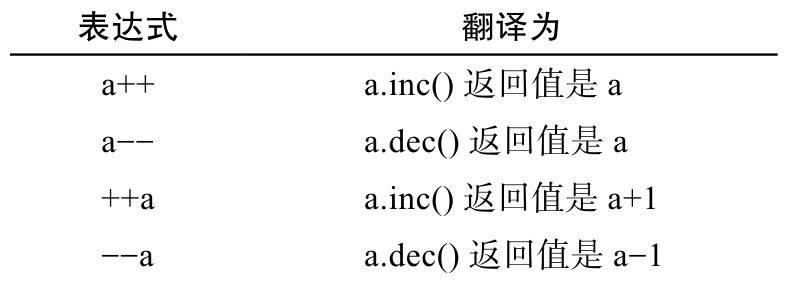 表达式 翻译为
a++ a.inc() 返回值是 a
a−− a.dec() 返回值是 a
++a a.inc() 返回值是 a+1
−−a a.dec() 返回值是 a−1